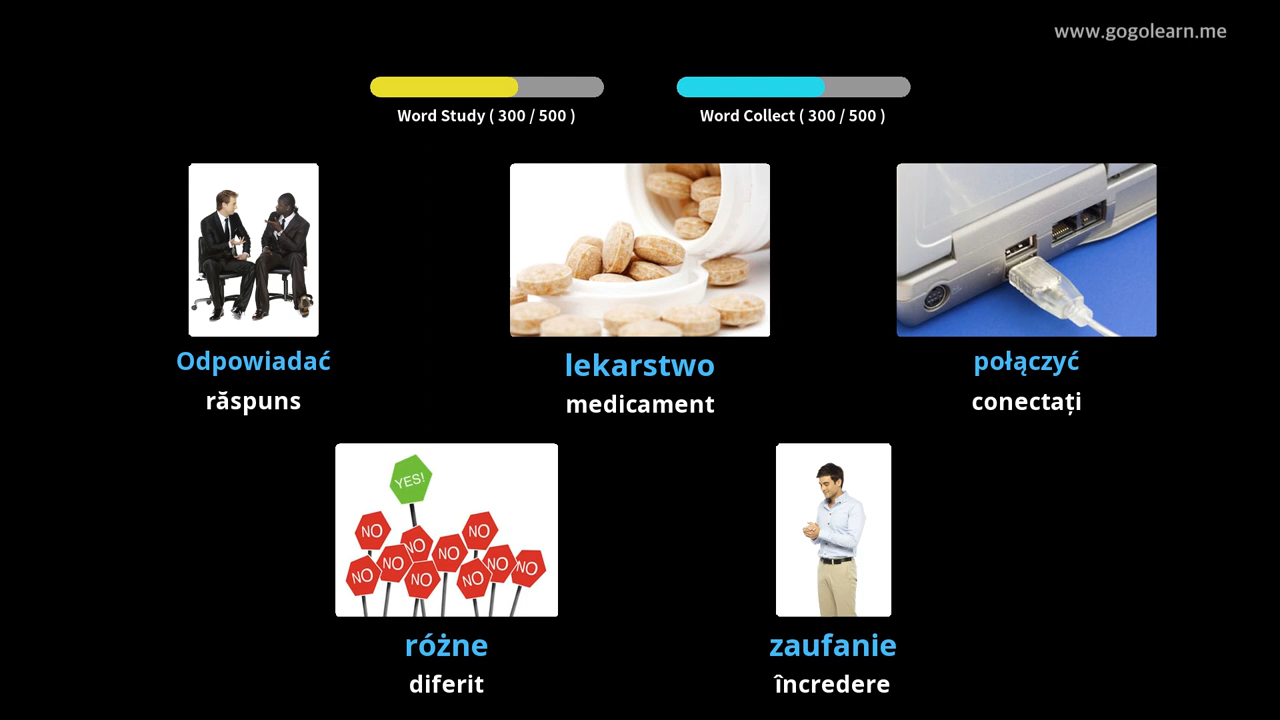 www.gogolearn.me
Word Study ( 300 / 500 )
Word Collect ( 300 / 500 )
Odpowiadać
răspuns
lekarstwo
medicament
połączyć
conectați
YES!
NO
NO
NO
NO
NO
NO
NO
NO
NO
NO
różne
diferit
zaufanie
încredere